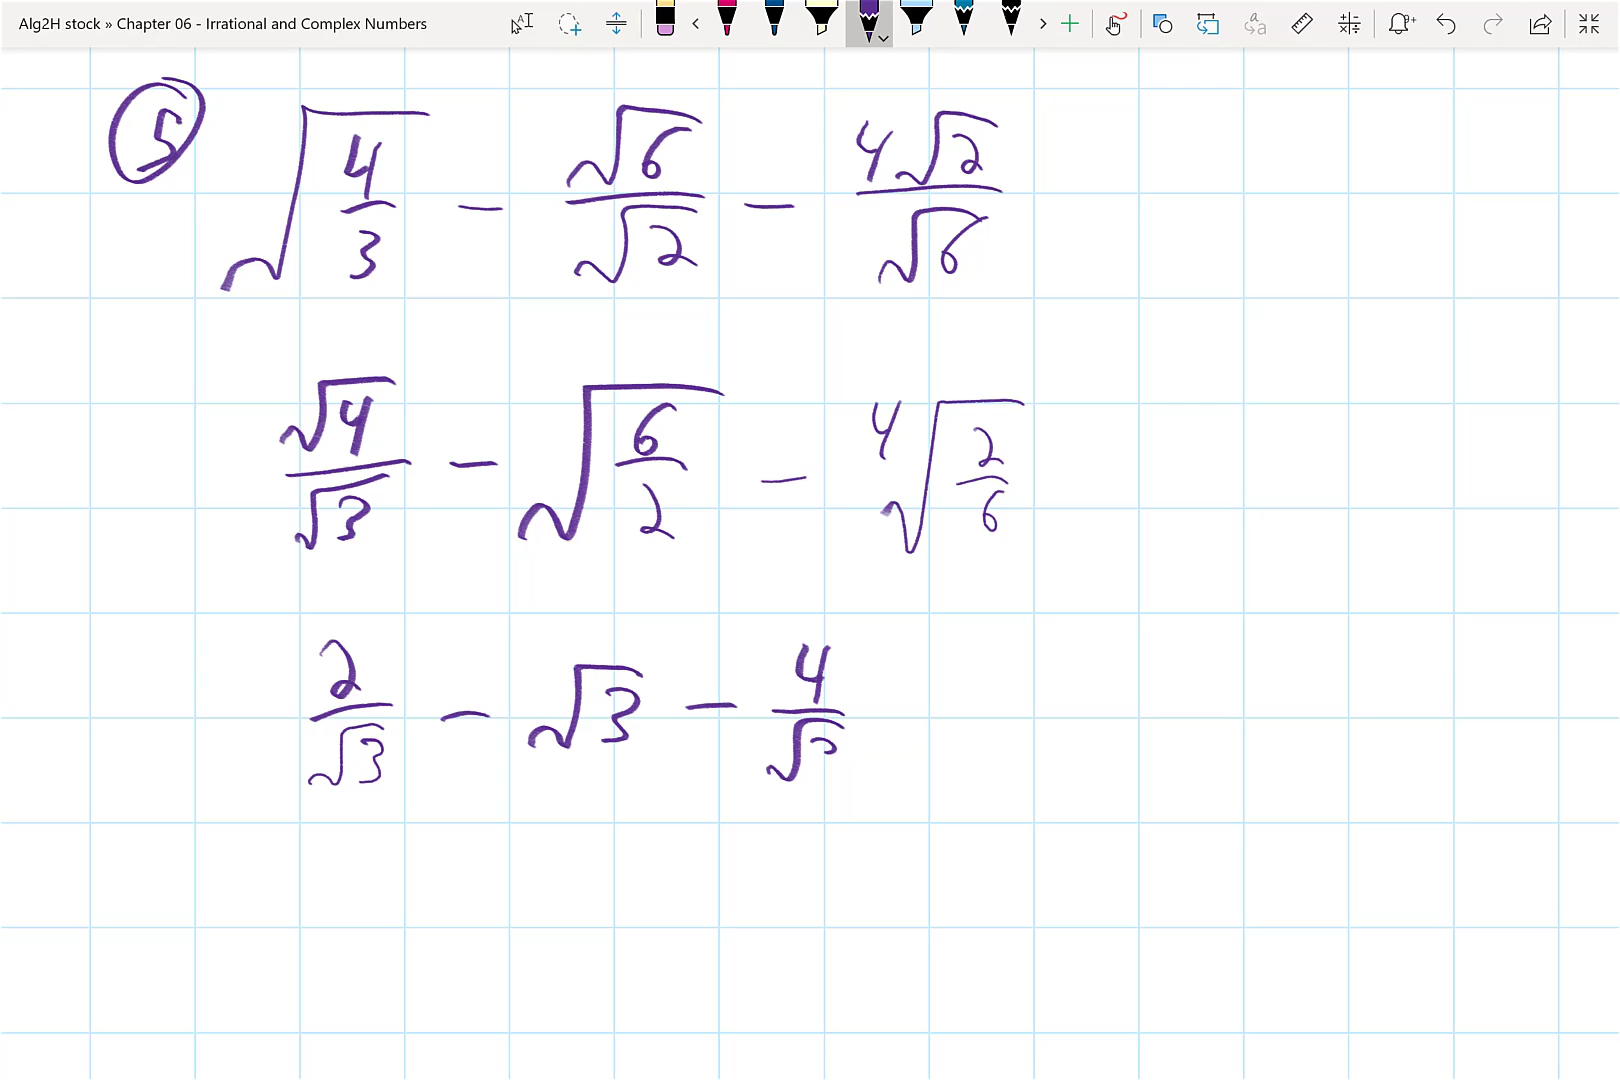 Alg2H stock » Chapter 06 - Irrational and Complex Numbers
⑤ √(4/3) - √6/√2 - 4√2/√6
√4/√3 - √(6/2) - 4√(2/6)
2/√3 - √3 - 4/√